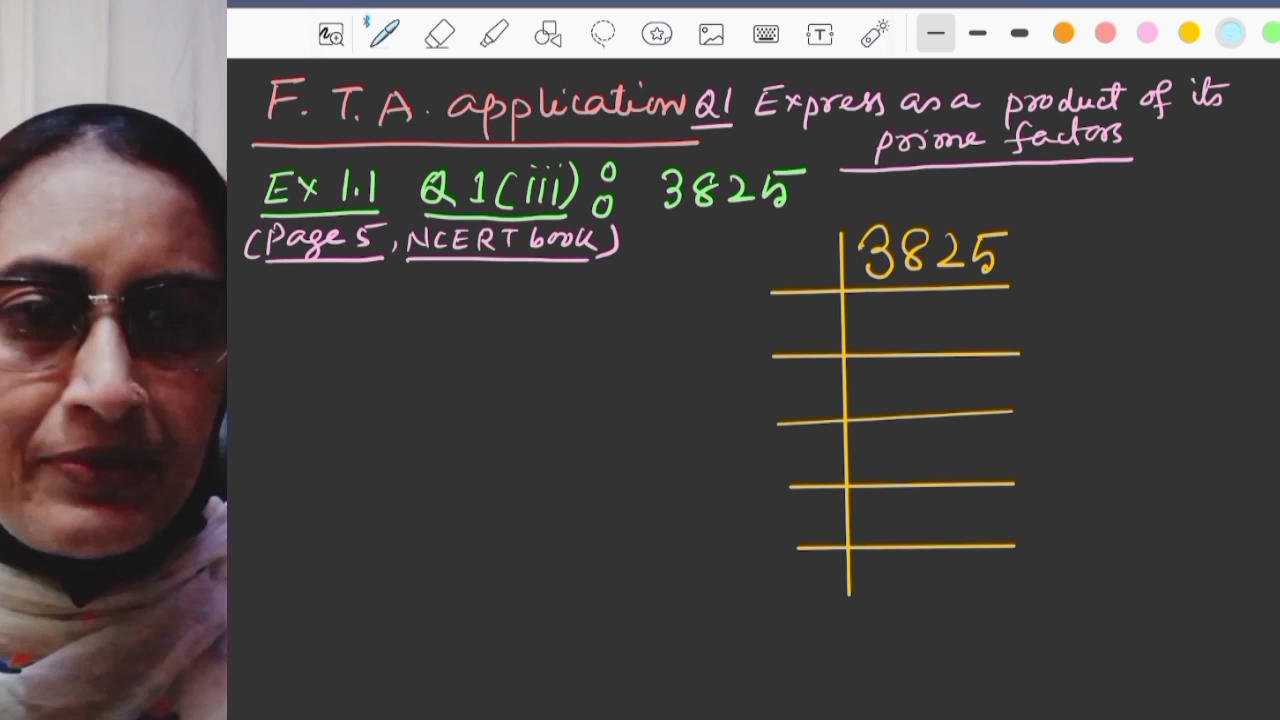 F. T. A. application Q1 Express as a product of its
prime factors
Ex 1.1 Q 1(iii): 3825
(Page 5, NCERT book)
3825